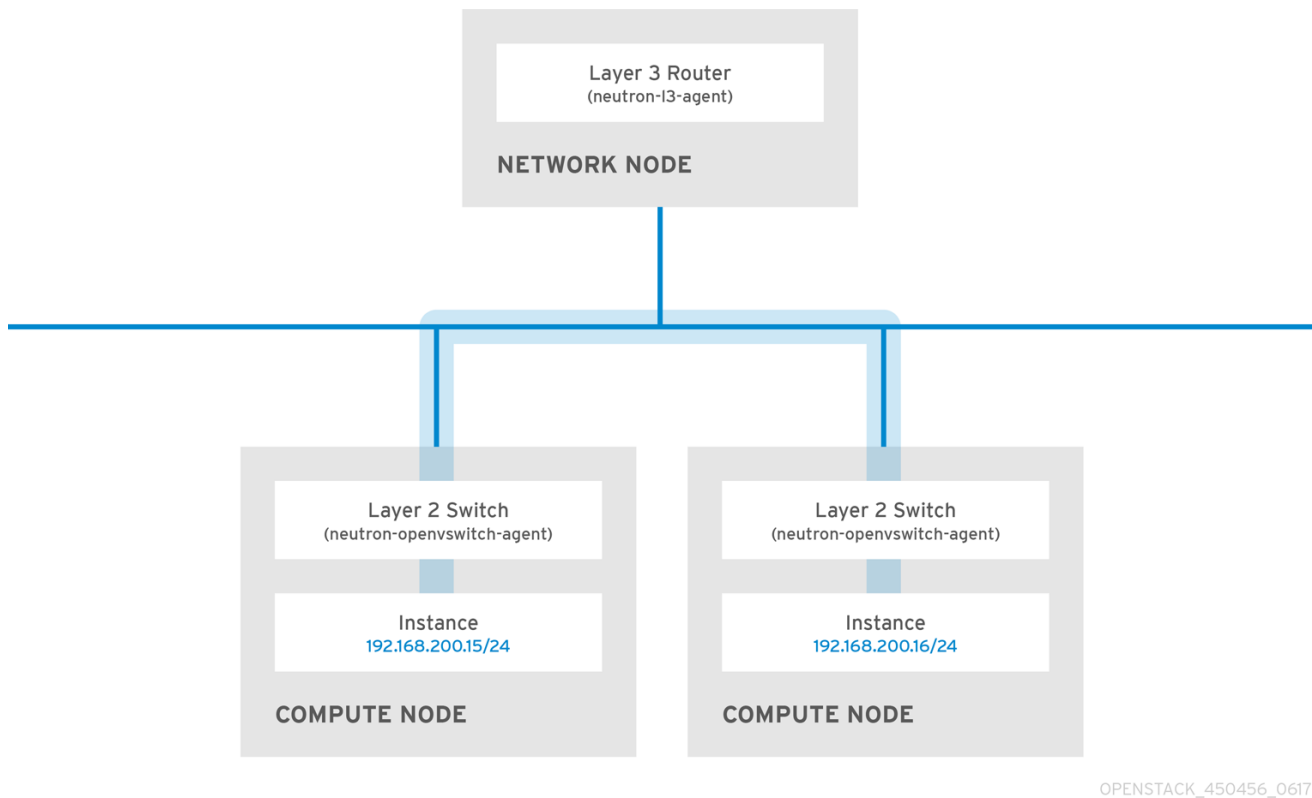 Layer 3 Router
(neutron-l3-agent)
NETWORK NODE
Layer 2 Switch
(neutron-openvswitch-agent)
Instance
192.168.200.15/24
COMPUTE NODE
Layer 2 Switch
(neutron-openvswitch-agent)
Instance
192.168.200.16/24
COMPUTE NODE
OPENSTACK_450456_0617